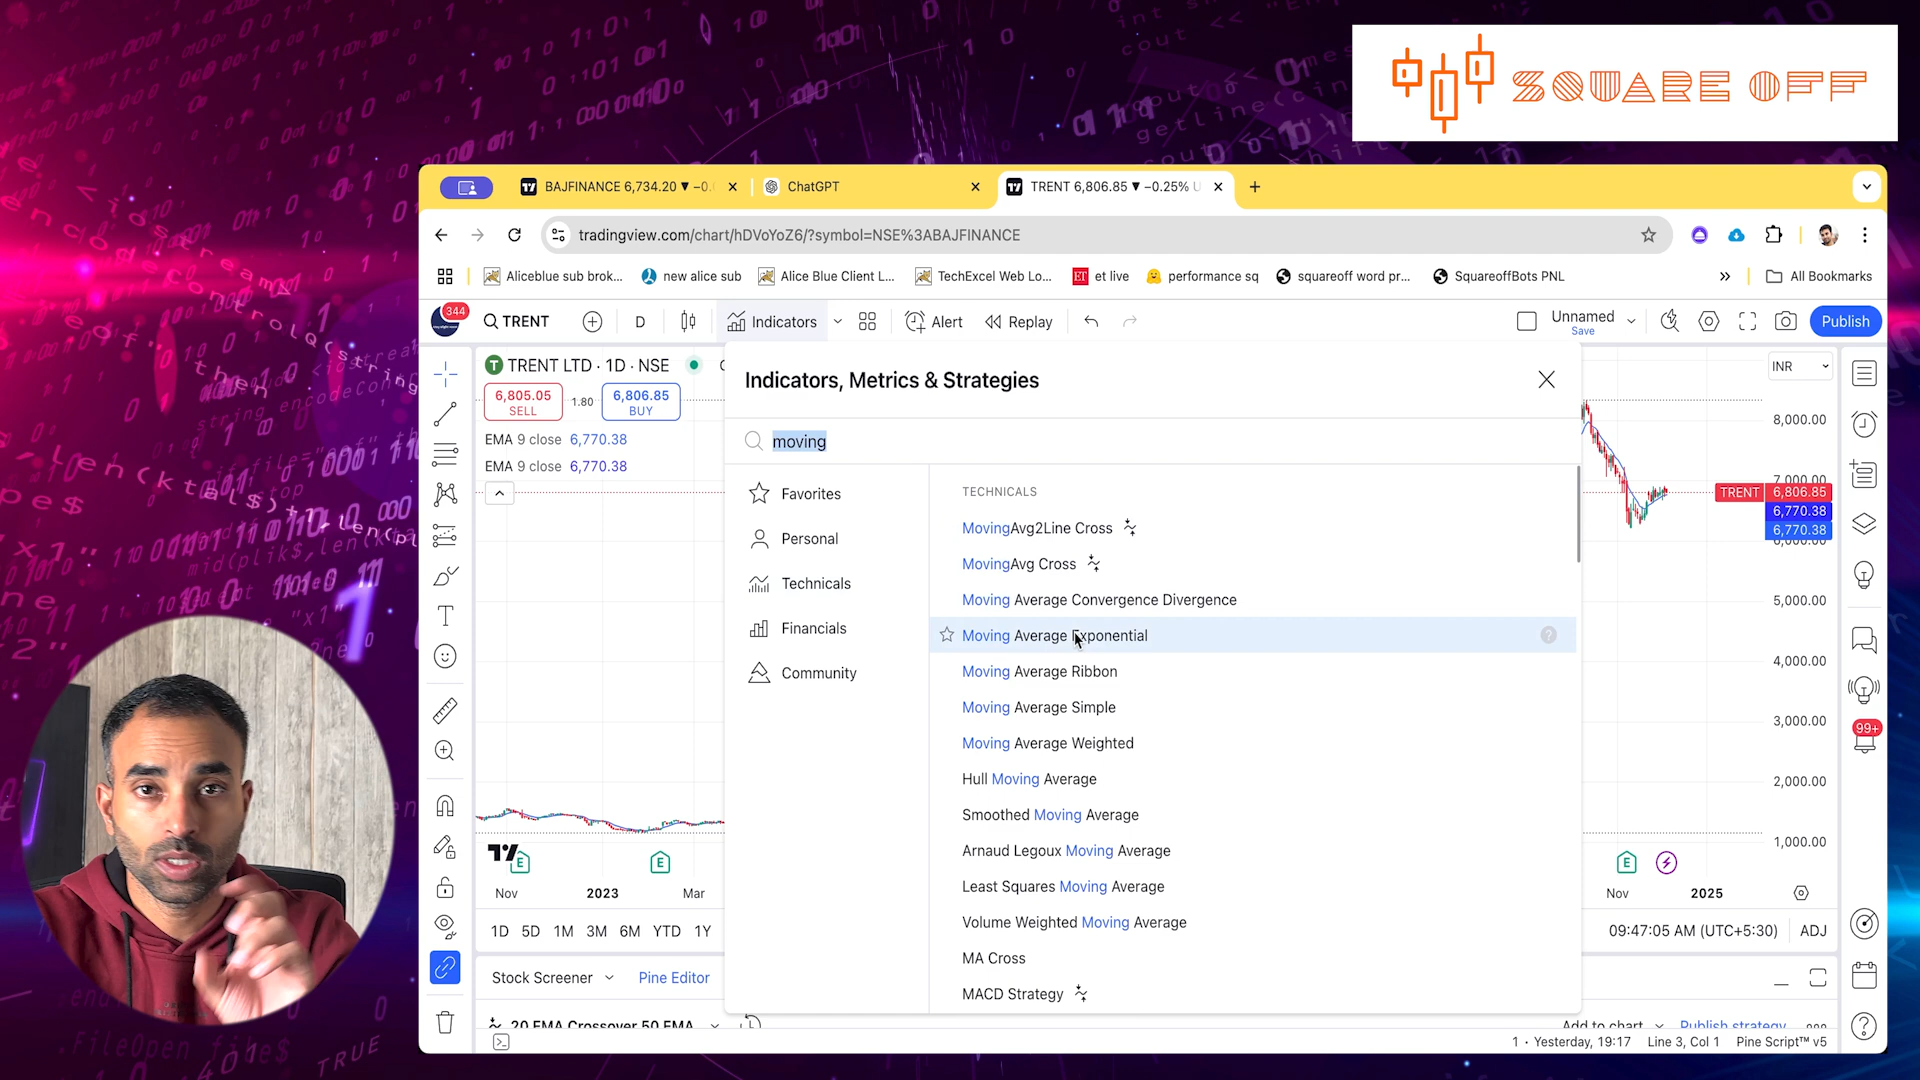 SQUARE OFF
BAJFINANCE 6,734.20 ▼ −0.
ChatGPT
TRENT 6,806.85 ▼ −0.25% U
tradingview.com/chart/hDVoYoZ6/?symbol=NSE%3ABAJFINANCE
Aliceblue sub brok...
new alice sub
Alice Blue Client L...
TechExcel Web Lo...
ET
et live
performance sq
squareoff word pr...
SquareoffBots PNL
All Bookmarks
344
TRENT
D
Indicators
Alert
Replay
Unnamed
Save
Publish
TRENT LTD · 1D · NSE
6,805.05
SELL
1.80
6,806.85
BUY
EMA 9 close 6,770.38
EMA 9 close 6,770.38
Indicators, Metrics & Strategies
moving
Favorites
Personal
Technicals
Financials
Community
TECHNICALS
MovingAvg2Line Cross
MovingAvg Cross
Moving Average Convergence Divergence
Moving Average Exponential
Moving Average Ribbon
Moving Average Simple
Moving Average Weighted
Hull Moving Average
Smoothed Moving Average
Arnaud Legoux Moving Average
Least Squares Moving Average
Volume Weighted Moving Average
MA Cross
MACD Strategy
INR
8,000.00
7,000.00
TRENT 6,806.85
6,770.38
6,770.38
6,000.00
5,000.00
4,000.00
3,000.00
2,000.00
1,000.00
99+
Nov
2023
Mar
Nov
2025
1D 5D 1M 3M 6M YTD 1Y
09:47:05 AM (UTC+5:30)
ADJ
Stock Screener
Pine Editor
20 EMA Crossover 50 EMA
Add to chart
Publish strategy
1 · Yesterday, 19:17
Line 3, Col 1
Pine Script™ v5